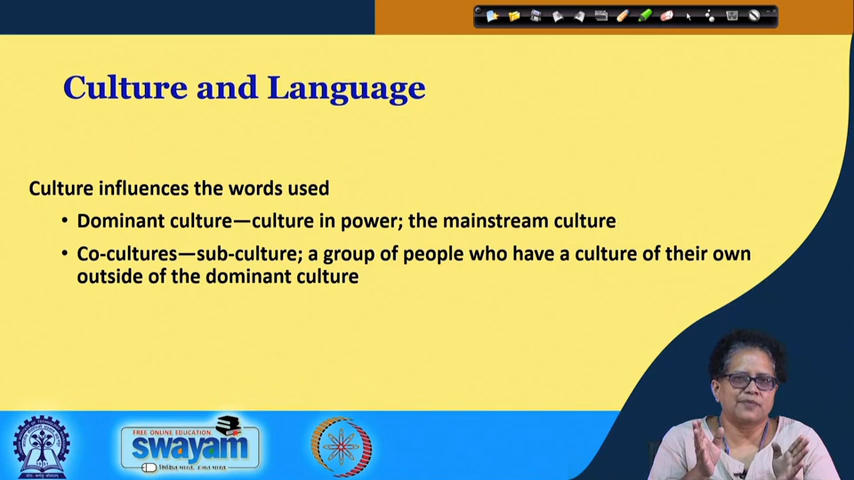 Culture and Language
Culture influences the words used
• Dominant culture—culture in power; the mainstream culture
• Co-cultures—sub-culture; a group of people who have a culture of their own
outside of the dominant culture
FREE ONLINE EDUCATION
swayam